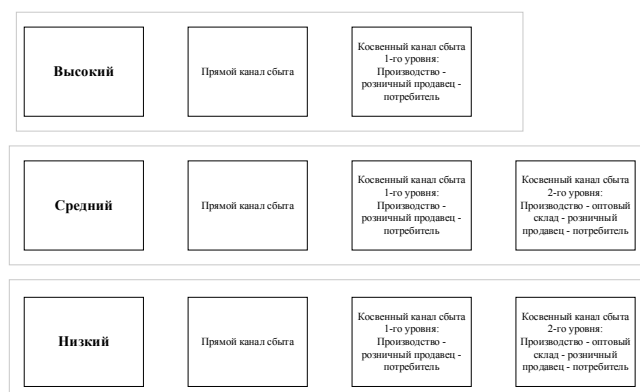 Высокий
Прямой канал сбыта
Косвенный канал сбыта
1-го уровня:
Производство -
розничный продавец -
потребитель
Средний
Прямой канал сбыта
Косвенный канал сбыта
1-го уровня:
Производство -
розничный продавец -
потребитель
Косвенный канал сбыта
2-го уровня:
Производство - оптовый
склад - розничный
продавец - потребитель
Низкий
Прямой канал сбыта
Косвенный канал сбыта
1-го уровня:
Производство -
розничный продавец -
потребитель
Косвенный канал сбыта
2-го уровня:
Производство - оптовый
склад - розничный
продавец - потребитель